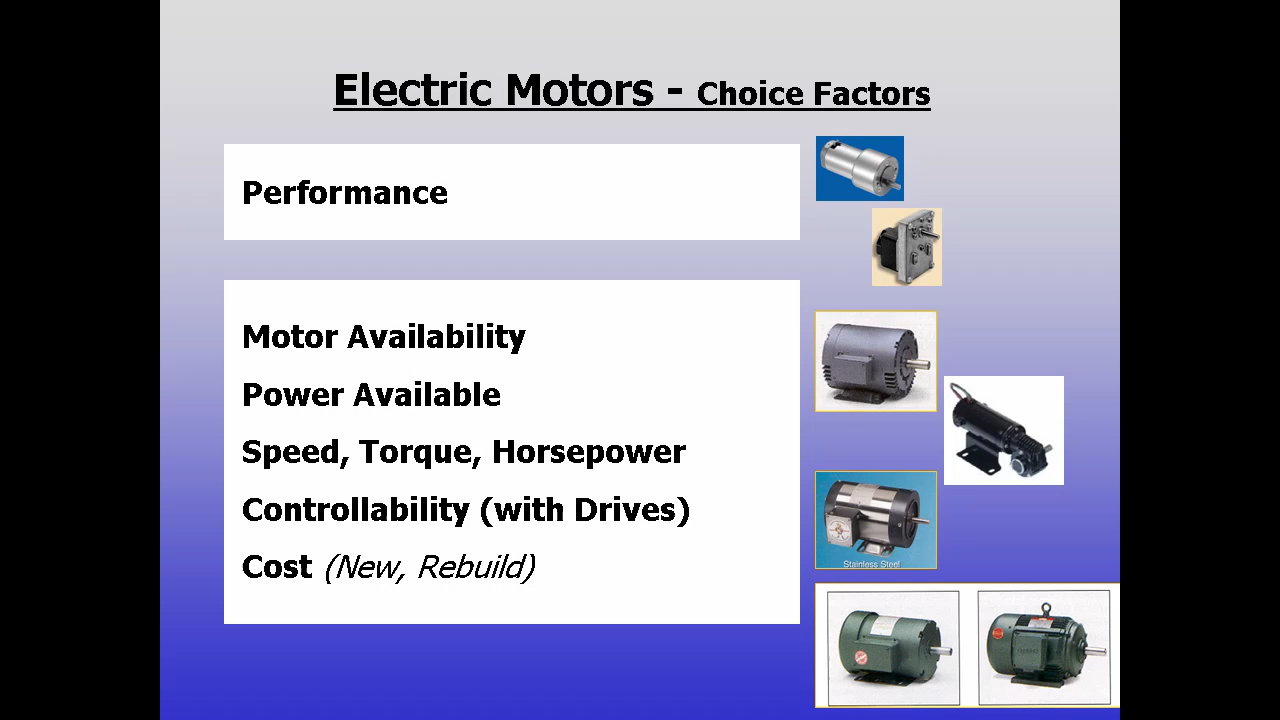 Electric Motors - Choice Factors
Performance
Motor Availability
Power Available
Speed, Torque, Horsepower
Controllability (with Drives)
Cost (New, Rebuild)
Stainless Steel